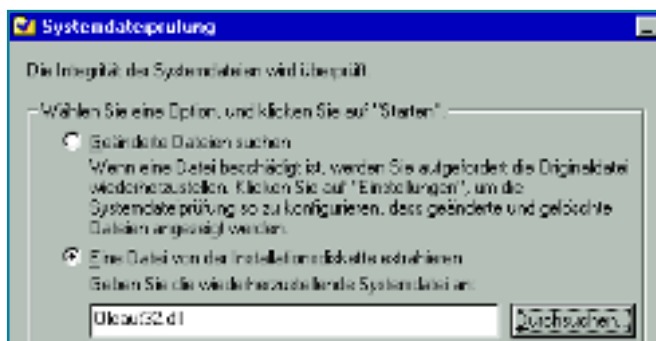 Systemdateiprüfung
Die Integrität der Systemdateien wird überprüft.
Wählen Sie eine Option, und klicken Sie auf "Starten".
Geänderte Dateien suchen
Wenn eine Datei beschädigt ist, werden Sie aufgefordert die Originaldatei
wiederherzustellen. Klicken Sie auf "Einstellungen", um die
Systemdateiprüfung so zu konfigurieren, dass geänderte und gelöschte
Dateien angezeigt werden.
Eine Datei von der Installationsdiskette extrahieren
Geben Sie die wiederherzustellende Systemdatei an:
Oleaut32.dll
Durchsuchen...